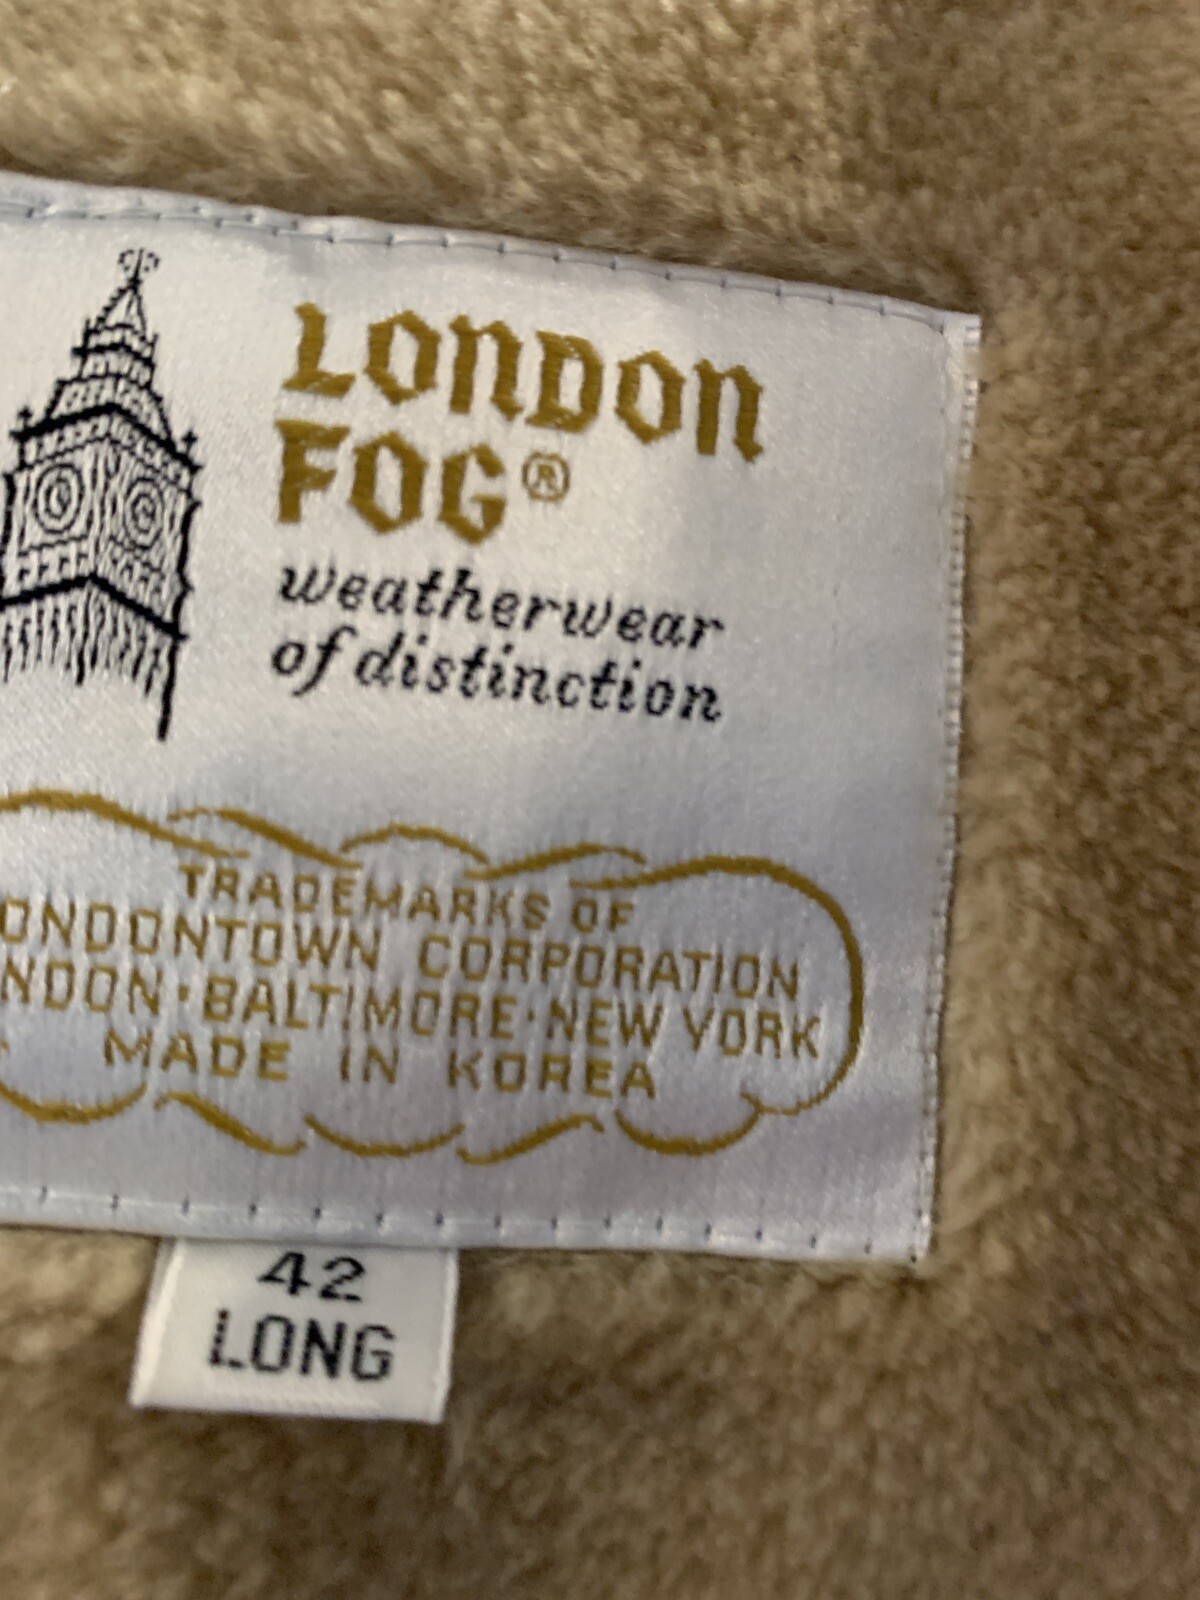 LONDON
FOG®
weatherwear
of distinction
TRADEMARKS OF
ONDONTOWN CORPORATION
NDON·BALTIMORE·NEW YORK
MADE IN KOREA
42
LONG